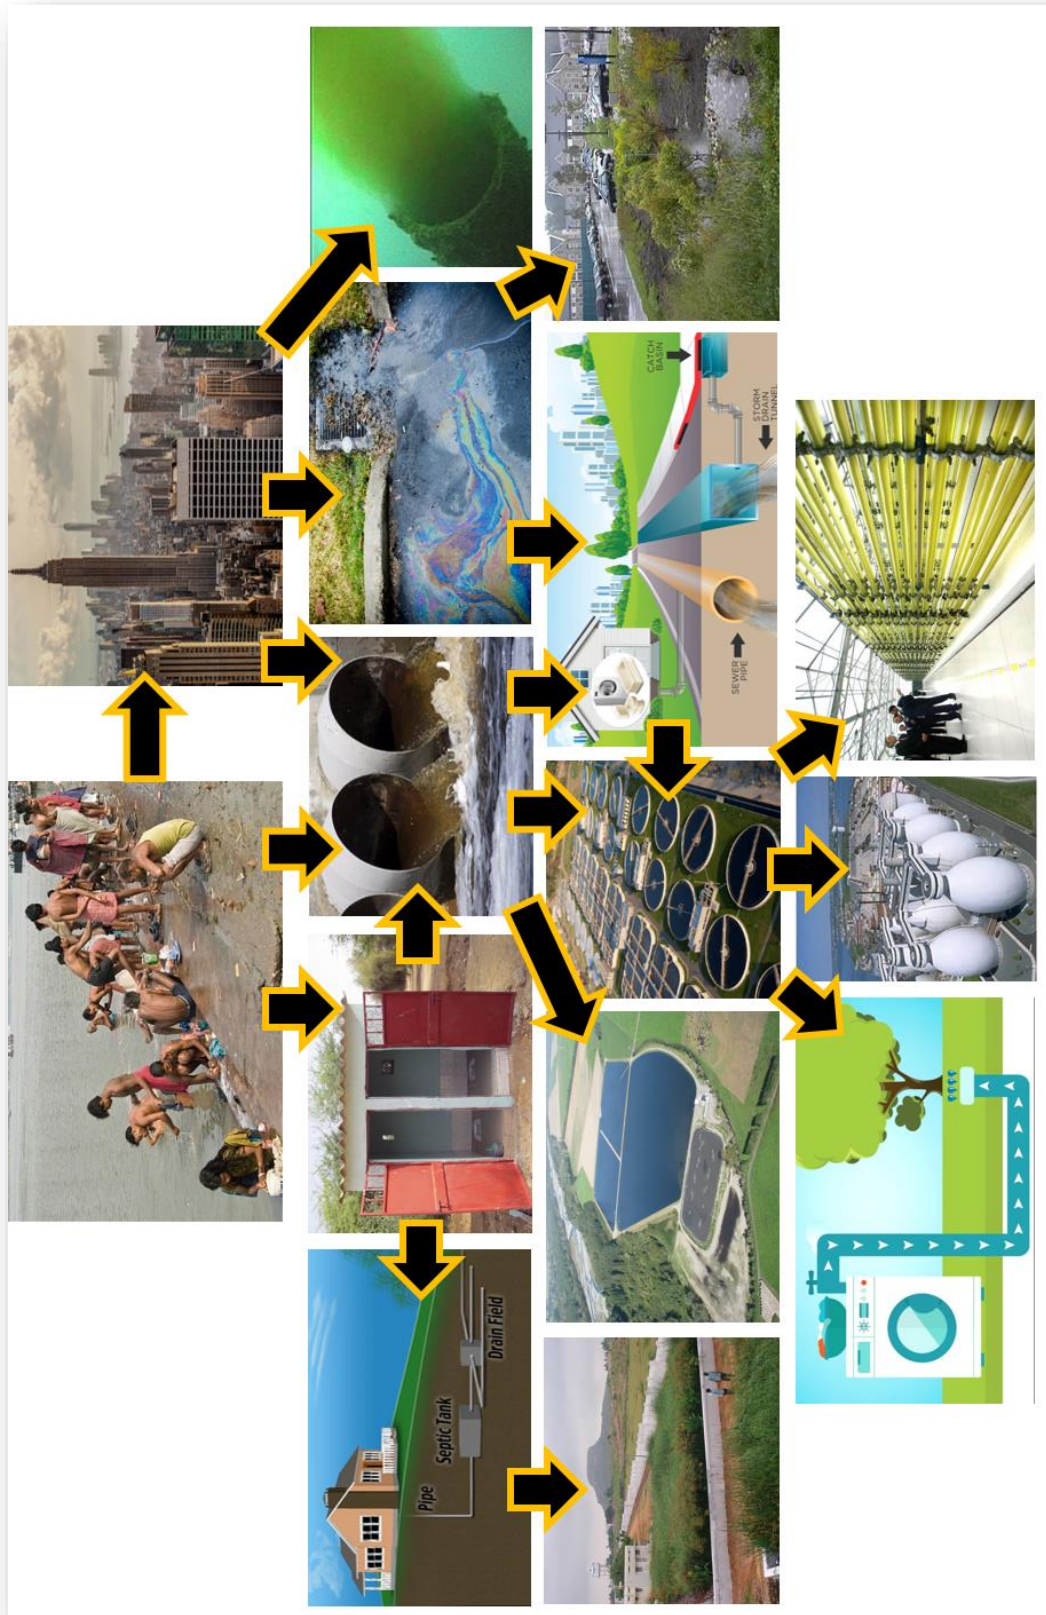 CATCH
BASIN
STORM
DRAIN
TUNNEL
SEWER
PIPE
Drain Field
Septic Tank
Pipe